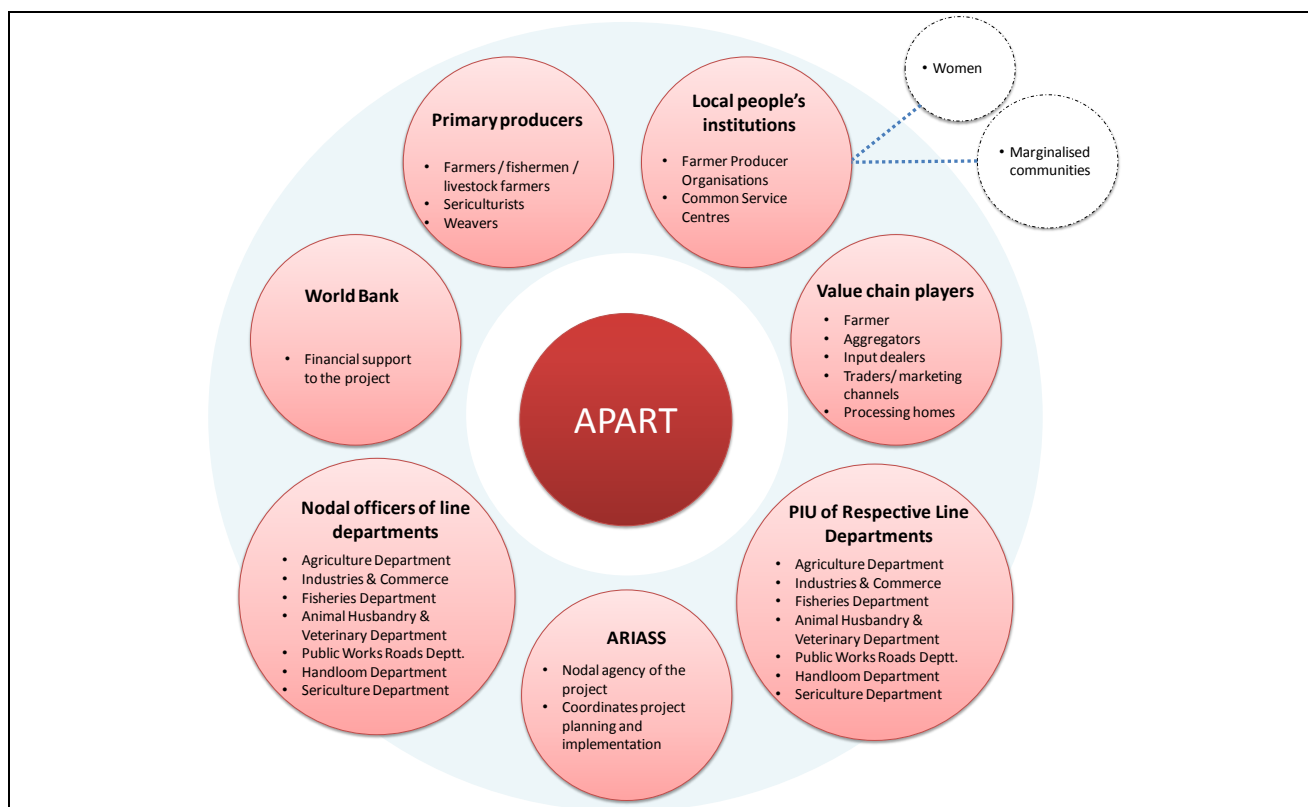 Primary producers
• Farmers / fishermen /
livestock farmers
• Sericulturists
• Weavers
Local people's
institutions
• Farmer Producer
Organisations
• Common Service
Centres
• Women
• Marginalised
communities
World Bank
• Financial support
to the project
Value chain players
• Farmer
• Aggregators
• Input dealers
• Traders/ marketing
channels
• Processing homes
APART
Nodal officers of line
departments
• Agriculture Department
• Industries & Commerce
• Fisheries Department
• Animal Husbandry &
Veterinary Department
• Public Works Roads Deptt.
• Handloom Department
• Sericulture Department
PIU of Respective Line
Departments
• Agriculture Department
• Industries & Commerce
• Fisheries Department
• Animal Husbandry &
Veterinary Department
• Public Works Roads Deptt.
• Handloom Department
• Sericulture Department
ARIASS
• Nodal agency of the
project
• Coordinates project
planning and
implementation